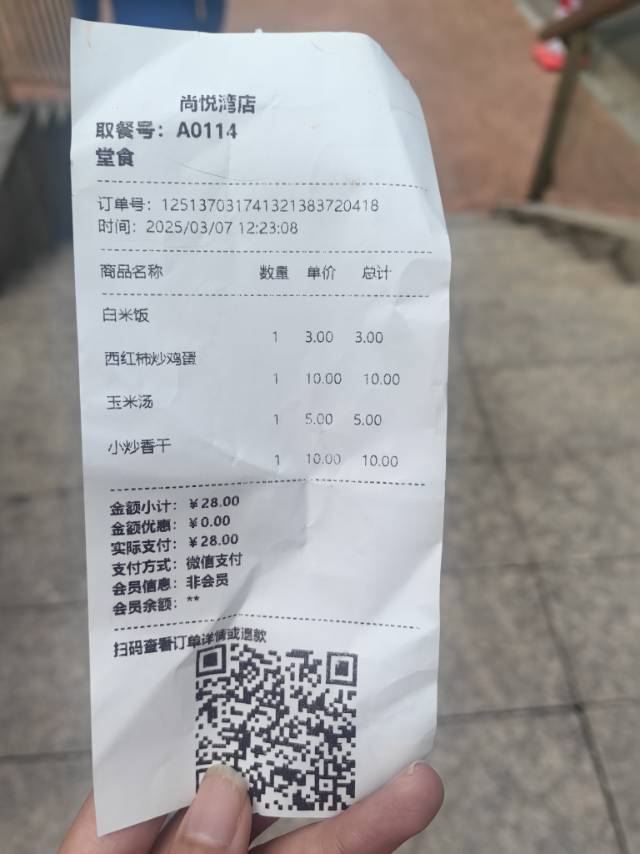 尚悦湾店
取餐号：A0114
堂食
订单号：125137031741321383720418
时间：2025/03/07 12:23:08
商品名称 数量 单价 总计
白米饭
1 3.00 3.00
西红柿炒鸡蛋
1 10.00 10.00
玉米汤
1 5.00 5.00
小炒香干
1 10.00 10.00
金额小计：￥28.00
金额优惠：￥0.00
实际支付：￥28.00
支付方式：微信支付
会员信息：非会员
会员余额：**
扫码查看订单详情或退款